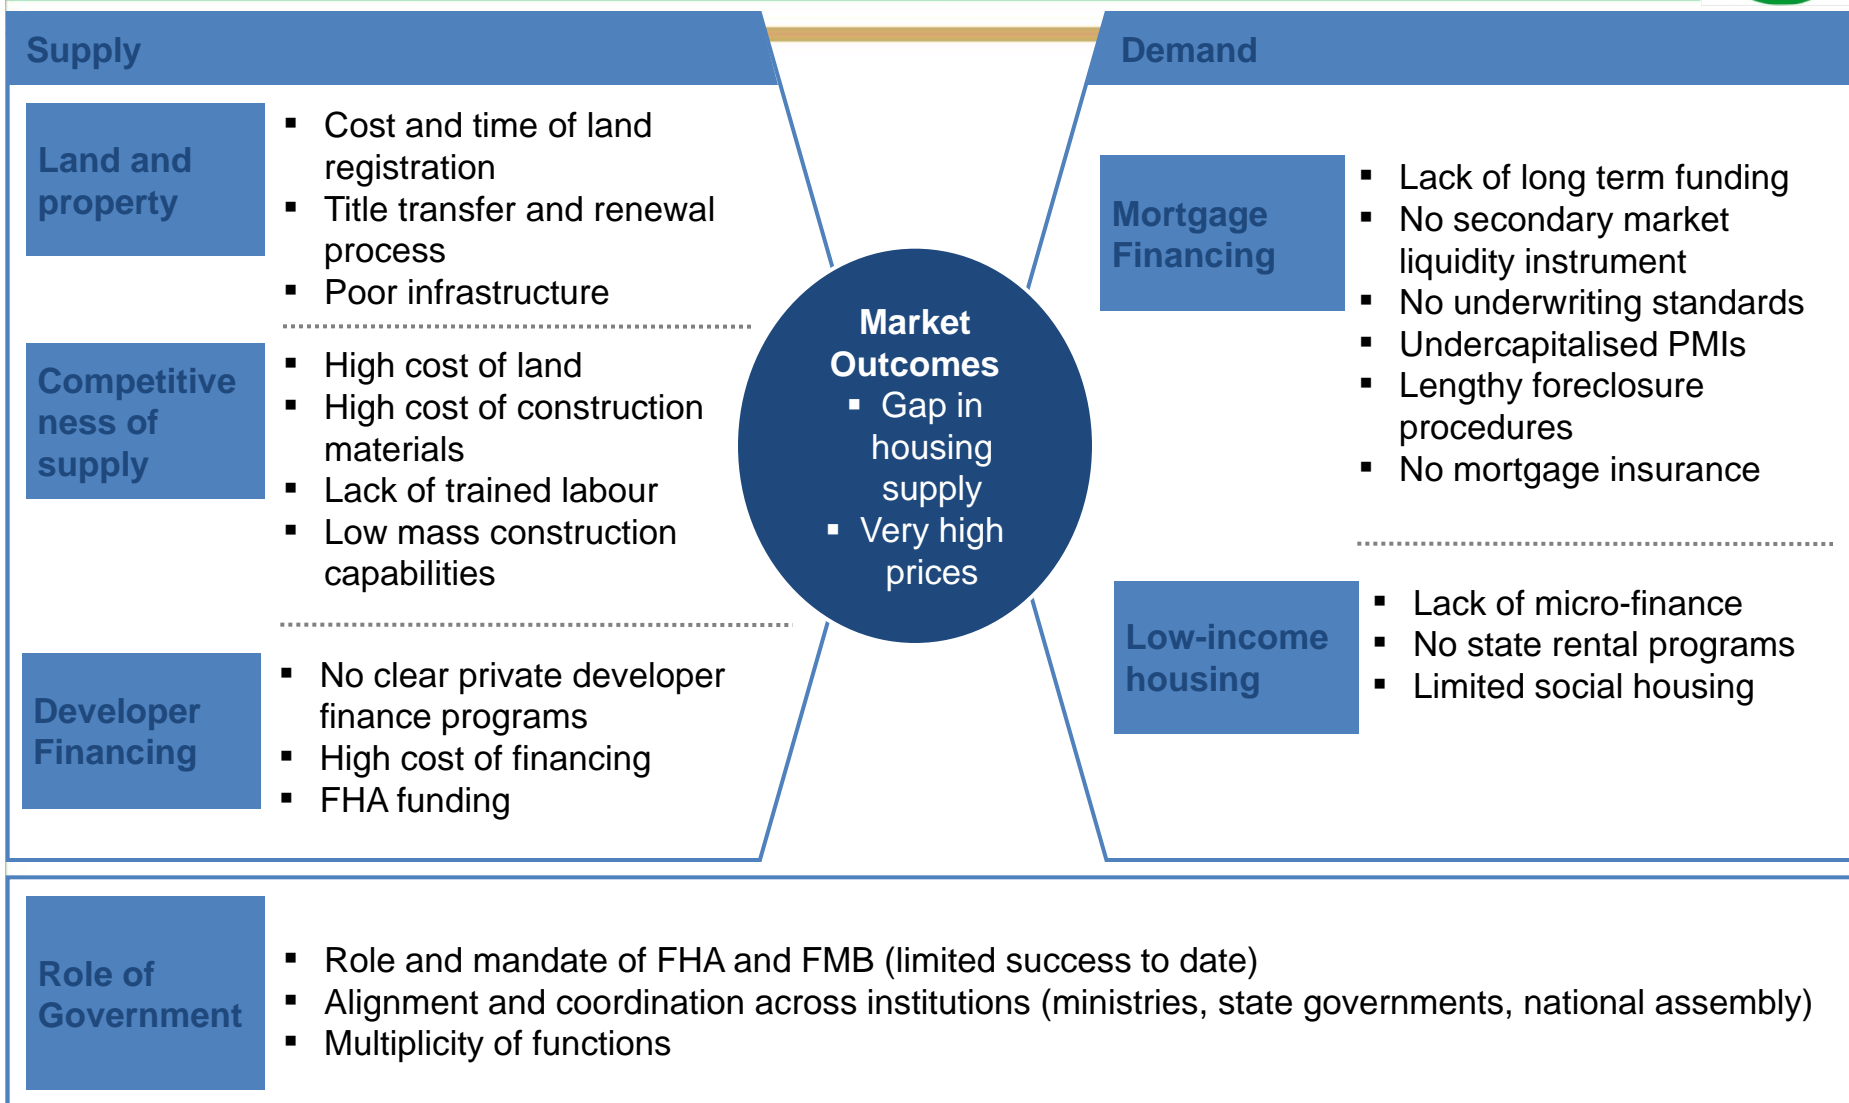 Supply
Land and
property
▪ Cost and time of land
registration
▪ Title transfer and renewal
process
▪ Poor infrastructure
Competitive
ness of
supply
▪ High cost of land
▪ High cost of construction
materials
▪ Lack of trained labour
▪ Low mass construction
capabilities
Developer
Financing
▪ No clear private developer
finance programs
▪ High cost of financing
▪ FHA funding
Market
Outcomes
▪ Gap in
housing
supply
▪ Very high
prices
Demand
Mortgage
Financing
▪ Lack of long term funding
▪ No secondary market
liquidity instrument
▪ No underwriting standards
▪ Undercapitalised PMIs
▪ Lengthy foreclosure
procedures
▪ No mortgage insurance
Low-income
housing
▪ Lack of micro-finance
▪ No state rental programs
▪ Limited social housing
Role of
Government
▪ Role and mandate of FHA and FMB (limited success to date)
▪ Alignment and coordination across institutions (ministries, state governments, national assembly)
▪ Multiplicity of functions